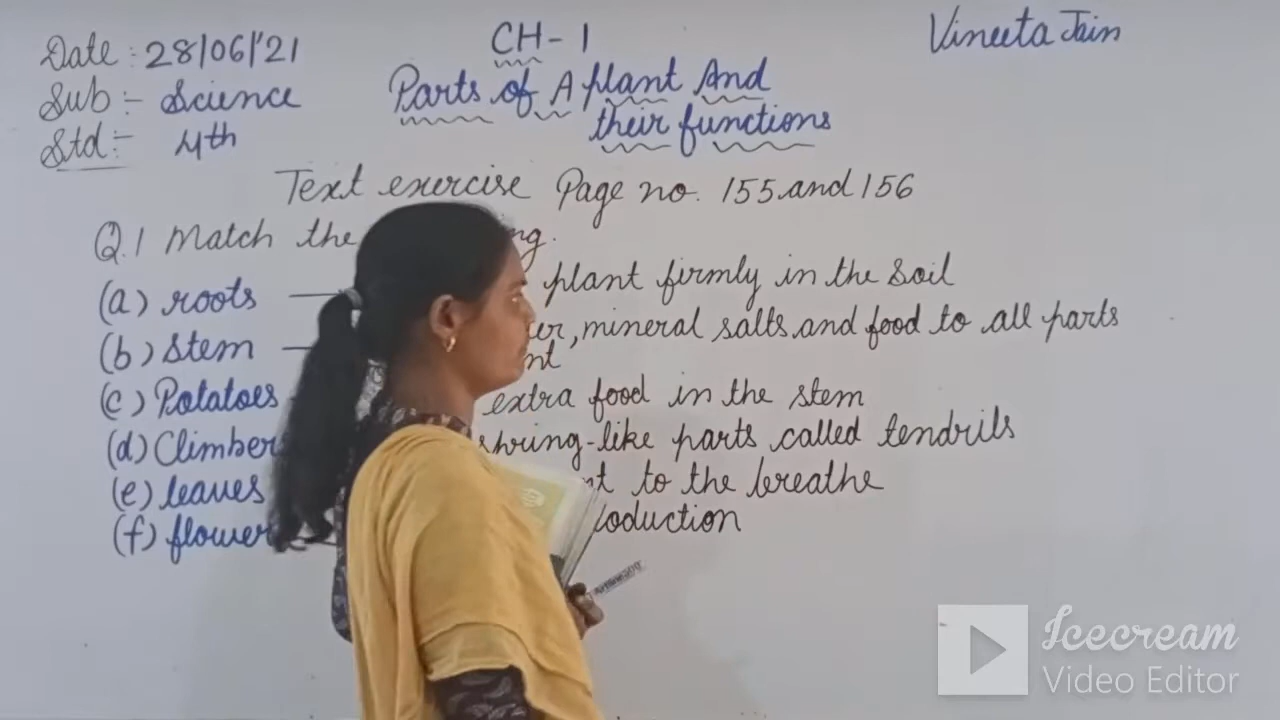 Date : 28/06/'21
Sub :- Science
Std :- 4th
CH-1
Parts of A plant And
their functions
Vineeta Jain
Text exercise Page no. 155 and 156
Q.1 Match the
(a) roots — plant firmly in the soil
(b) Stem — mineral salts and food to all parts
(c) Potatoes extra food in the stem
(d) Climbers spring-like parts called tendrils
(e) leaves to the breathe
(f) flower
Icecream
Video Editor